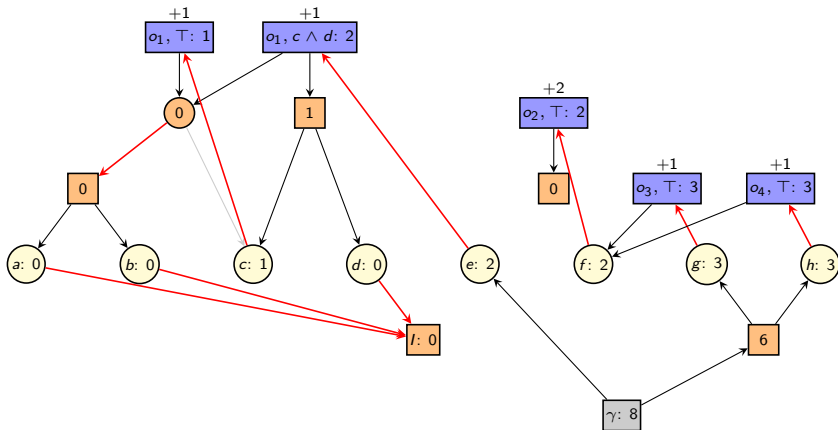 +1
+1
o₁, ⊤: 1
o₁, c ∧ d: 2
+2
0
1
o₂, ⊤: 2
+1
+1
0
0
o₃, ⊤: 3
o₄, ⊤: 3
a: 0
b: 0
c: 1
d: 0
e: 2
f: 2
g: 3
h: 3
I: 0
6
γ: 8